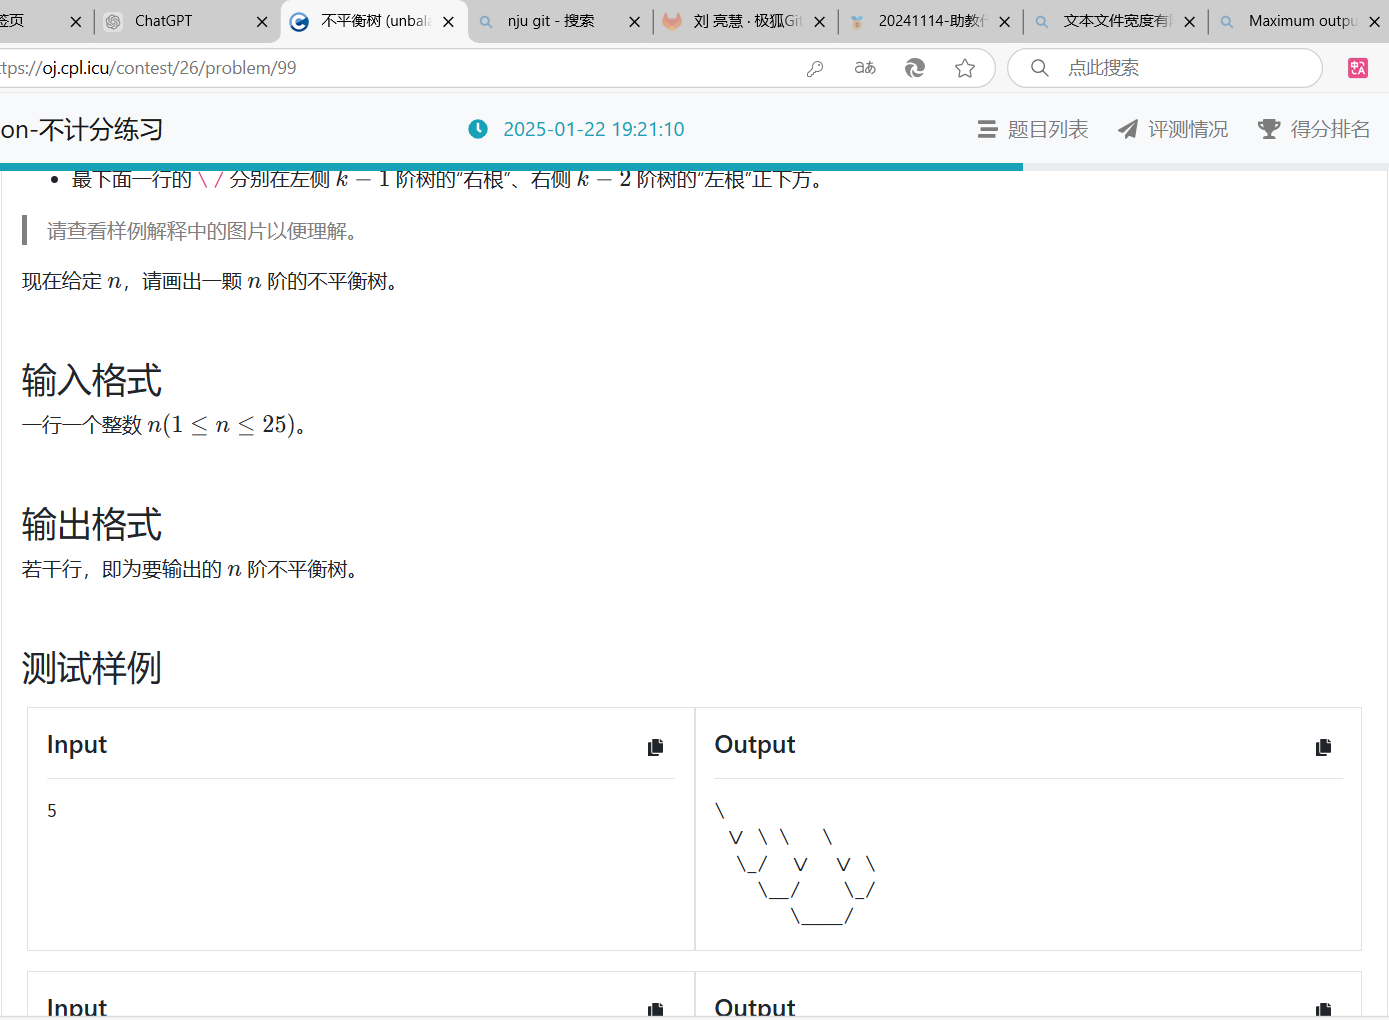 签页 ChatGPT 不平衡树 (unbala nju git - 搜索 刘 亮慧 · 极狐Git 20241114-助教 文本文件宽度有 Maximum outpu
tps://oj.cpl.icu/contest/26/problem/99 aあ 点此搜索
on-不计分练习 2025-01-22 19:21:10 题目列表 评测情况 得分排名
• 最下面一行的 \ / 分别在左侧 k − 1 阶树的“右根”、右侧 k − 2 阶树的“左根”正下方。
请查看样例解释中的图片以便理解。
现在给定 n，请画出一颗 n 阶的不平衡树。
输入格式
一行一个整数 n(1 ≤ n ≤ 25)。
输出格式
若干行，即为要输出的 n 阶不平衡树。
测试样例
Input Output
5
\
\/ \ \ \
\_/ \/ \/ \
\__/ \_/
\____/
Input Output